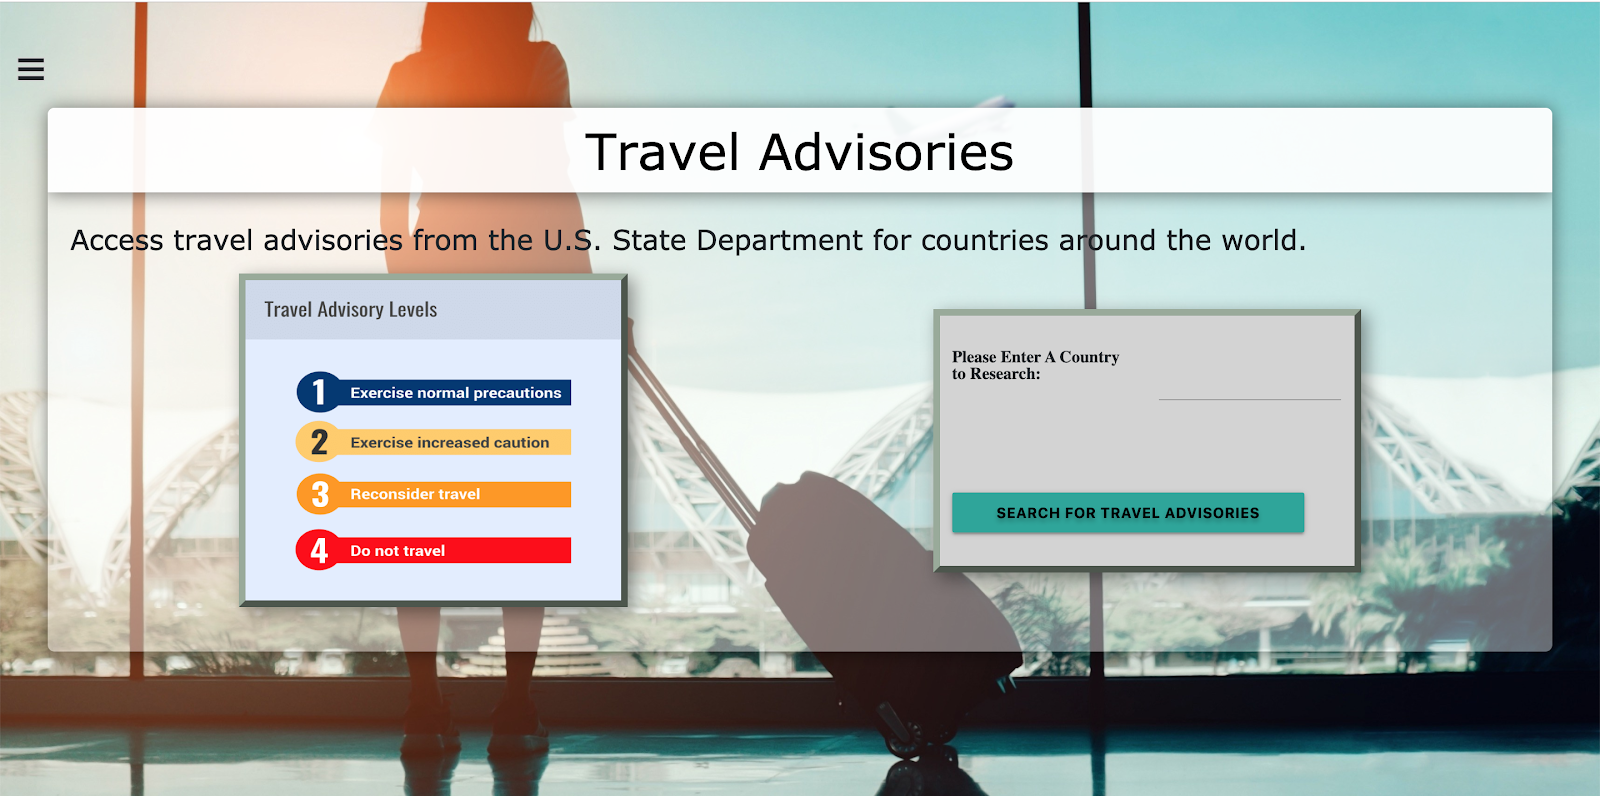 Travel Advisories
Access travel advisories from the U.S. State Department for countries around the world.
Travel Advisory Levels
1 Exercise normal precautions
2 Exercise increased caution
3 Reconsider travel
4 Do not travel
Please Enter A Country
to Research:
SEARCH FOR TRAVEL ADVISORIES